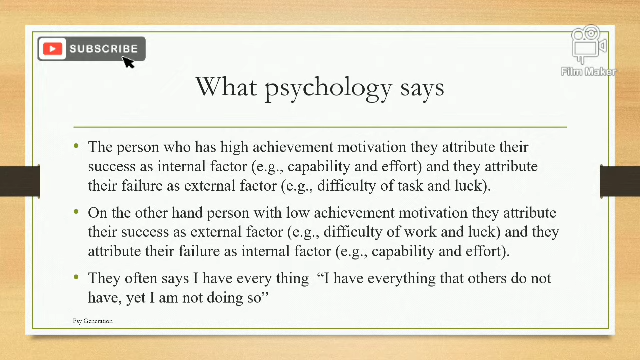 SUBSCRIBE
Film Maker
What psychology says
• The person who has high achievement motivation they attribute their
success as internal factor (e.g., capability and effort) and they attribute
their failure as external factor (e.g., difficulty of task and luck).
• On the other hand person with low achievement motivation they attribute
their success as external factor (e.g., difficulty of work and luck) and they
attribute their failure as internal factor (e.g., capability and effort).
• They often says I have every thing “I have everything that others do not
have, yet I am not doing so”
Psy Generation